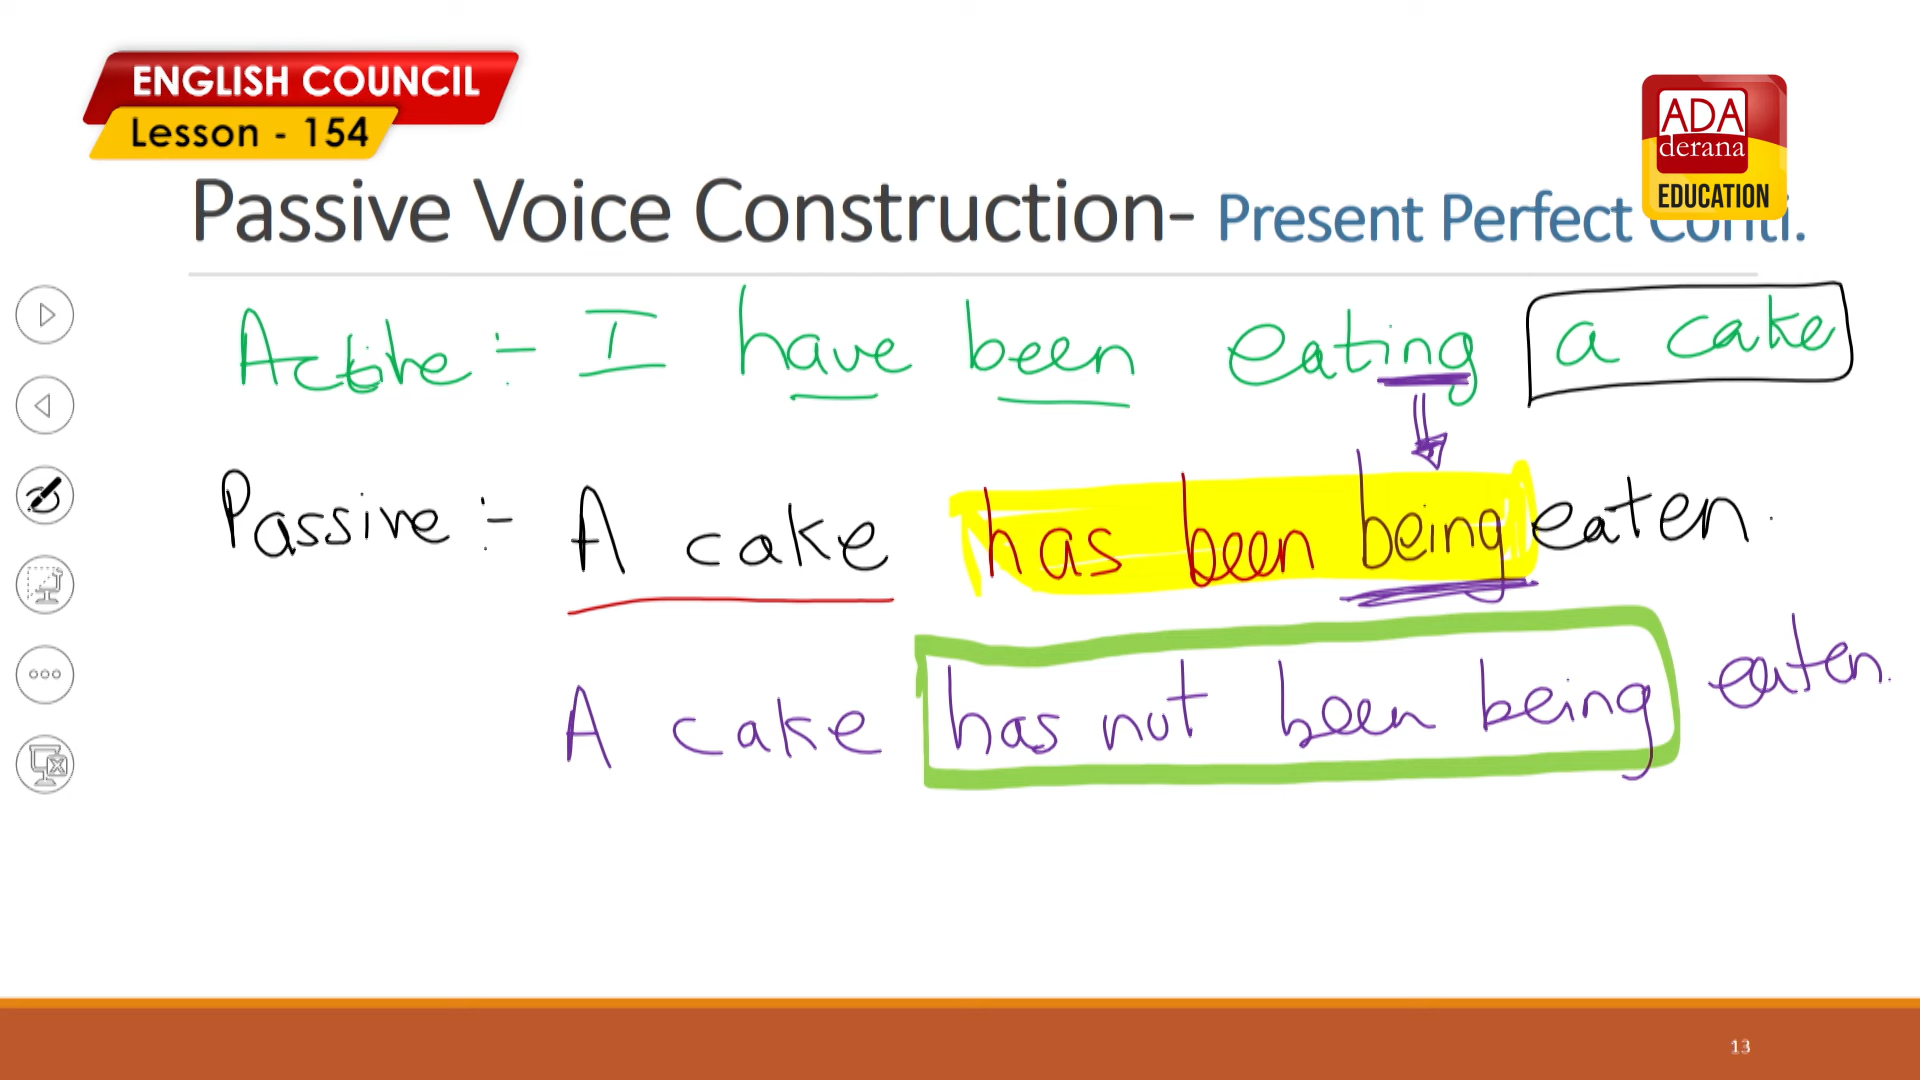 ENGLISH COUNCIL
Lesson - 154
ADA
derana
EDUCATION
Passive Voice Construction- Present Perfect Conti.
Active :- I have been eating a cake
Passive :- A cake has been being eaten.
A cake has not been being eaten.
13